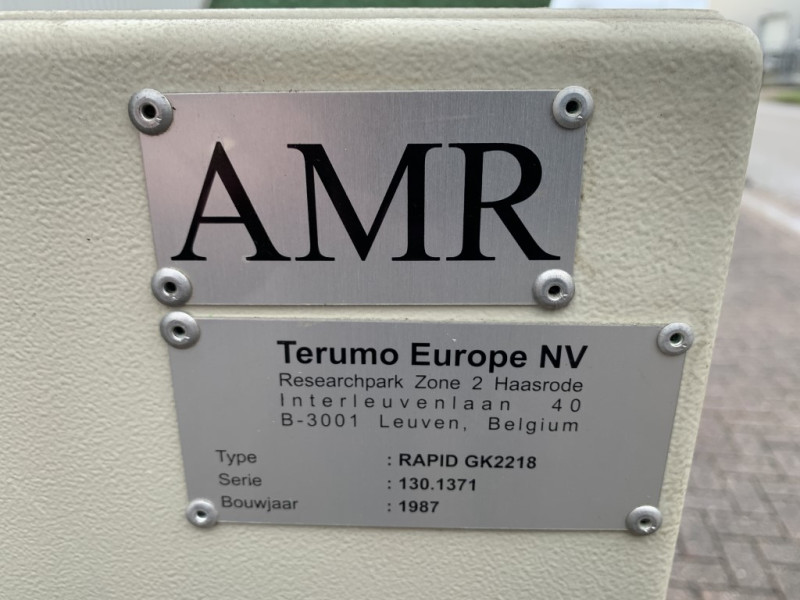 AMR
Terumo Europe NV
Researchpark Zone 2 Haasrode
Interleuvenlaan 40
B-3001 Leuven, Belgium
Type : RAPID GK2218
Serie : 130.1371
Bouwjaar : 1987